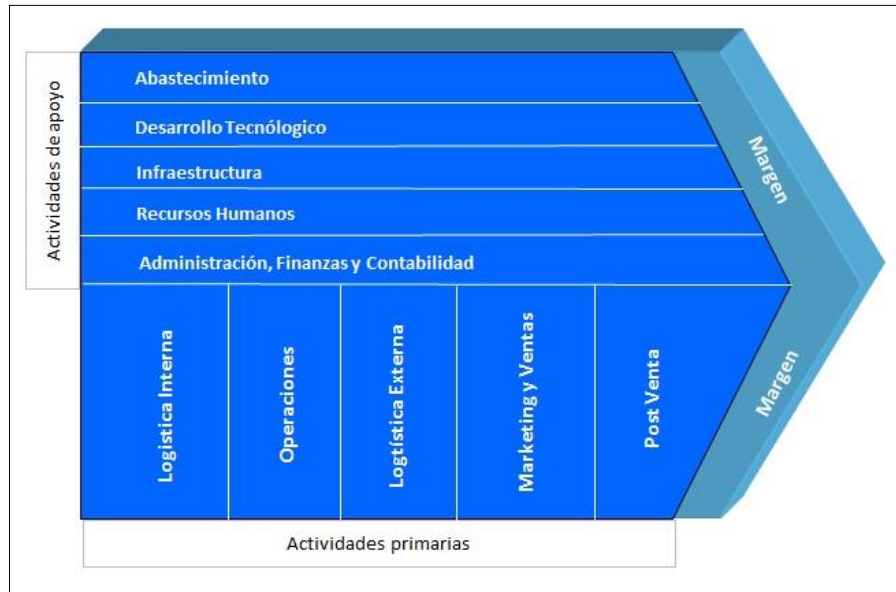 Actividades de apoyo
Abastecimiento
Desarrollo Tecnólogico
Infraestructura
Recursos Humanos
Administración, Finanzas y Contabilidad
Margen
Margen
Logistica Interna
Operaciones
Logtística Externa
Marketing y Ventas
Post Venta
Actividades primarias